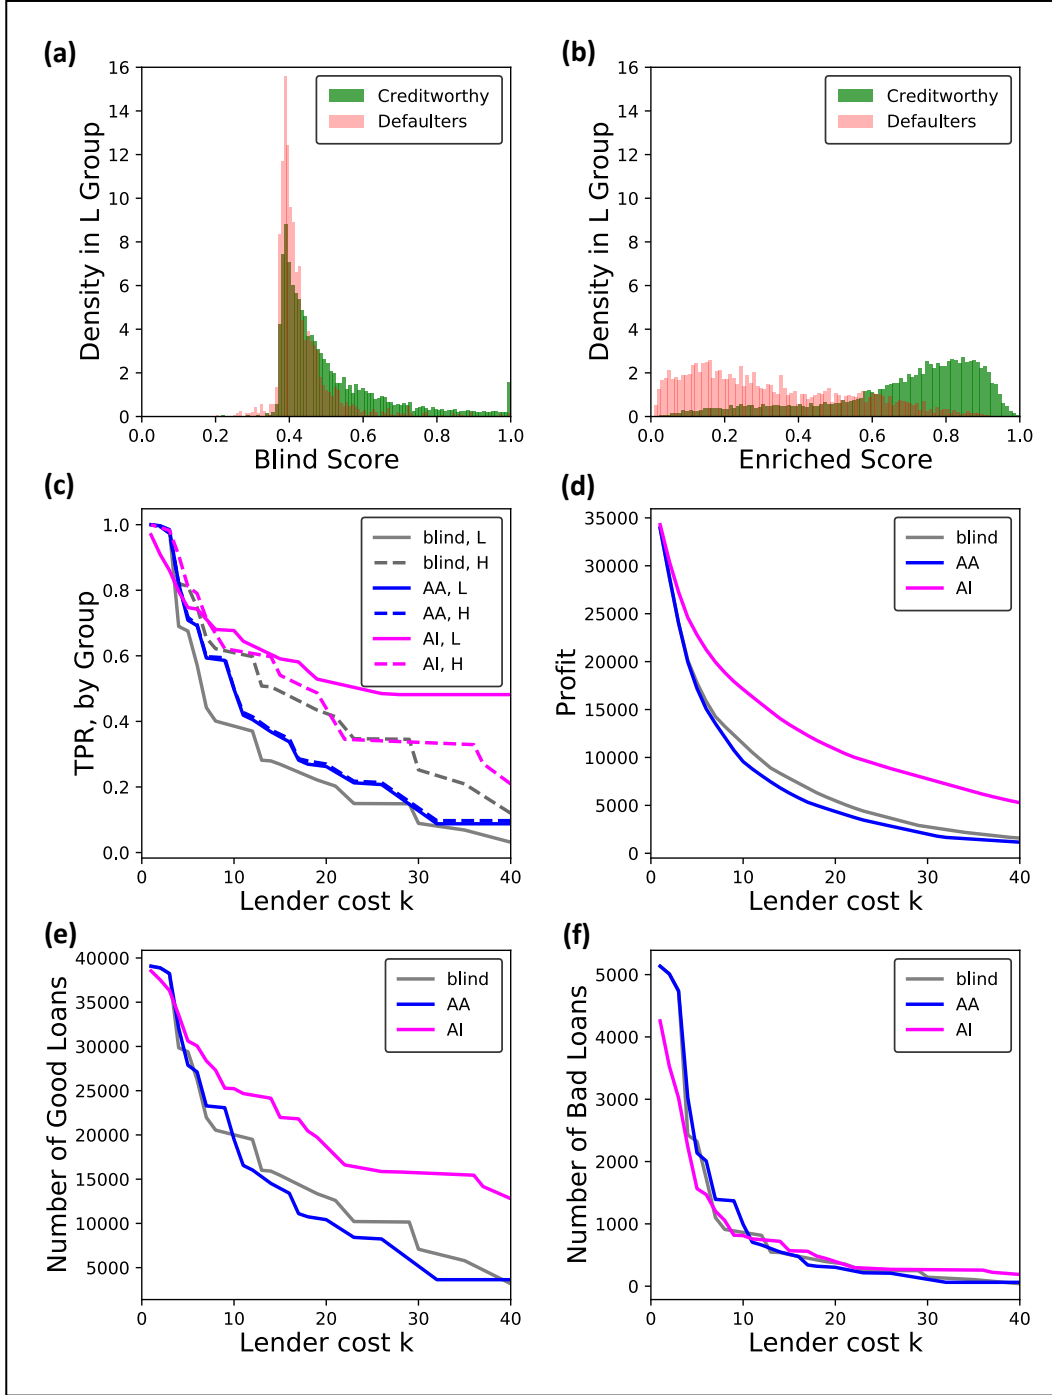 (a)
16
14
12
10
8
6
4
2
0
0.0 0.2 0.4 0.6 0.8 1.0
Density in L Group
Blind Score
Creditworthy
Defaulters
(b)
16
14
12
10
8
6
4
2
0
0.0 0.2 0.4 0.6 0.8 1.0
Density in L Group
Enriched Score
Creditworthy
Defaulters
(c)
1.0
0.8
0.6
0.4
0.2
0.0
0 10 20 30 40
TPR, by Group
Lender cost k
blind, L
blind, H
AA, L
AA, H
AI, L
AI, H
(d)
35000
30000
25000
20000
15000
10000
5000
0
0 10 20 30 40
Profit
Lender cost k
blind
AA
AI
(e)
40000
35000
30000
25000
20000
15000
10000
5000
0 10 20 30 40
Number of Good Loans
Lender cost k
blind
AA
AI
(f)
5000
4000
3000
2000
1000
0
0 10 20 30 40
Number of Bad Loans
Lender cost k
blind
AA
AI